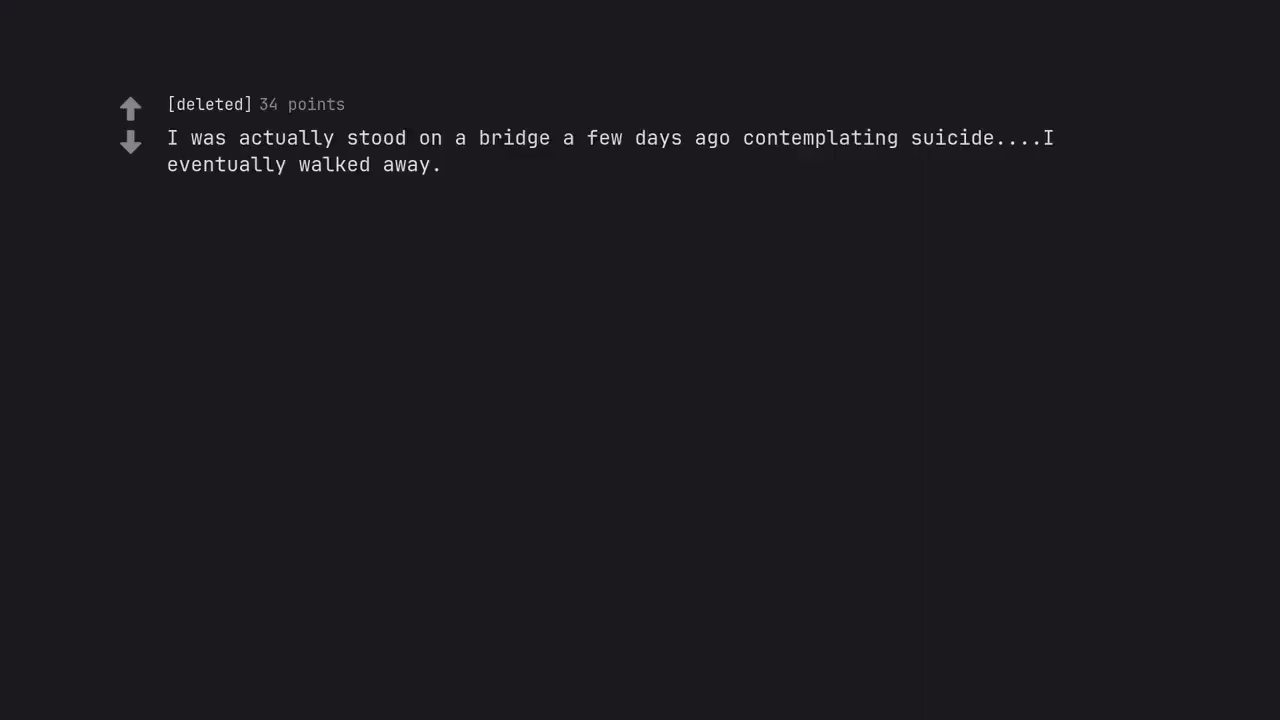 [deleted] 34 points
I was actually stood on a bridge a few days ago contemplating suicide....I
eventually walked away.